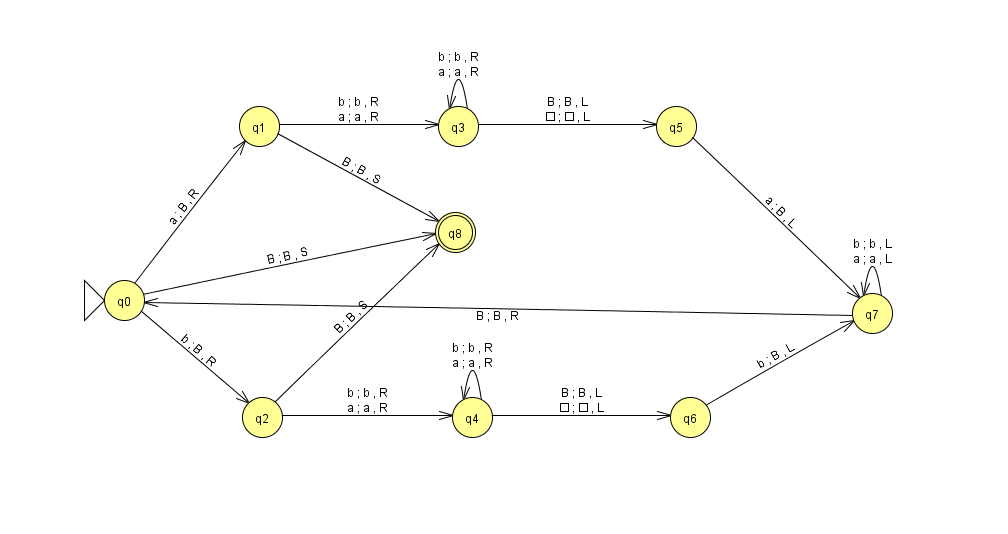 b ; b , R
a ; a , R
b ; b , R
a ; a , R
B ; B , L
□ ; □ , L
q1
q3
q5
B ; B , S
a ; B , R
a ; B , L
q8
b ; b , L
a ; a , L
B ; B , S
q0
q7
B ; B , R
B ; B , S
b ; B , R
b ; b , R
a ; a , R
b ; B , L
b ; b , R
a ; a , R
B ; B , L
□ ; □ , L
q2
q4
q6